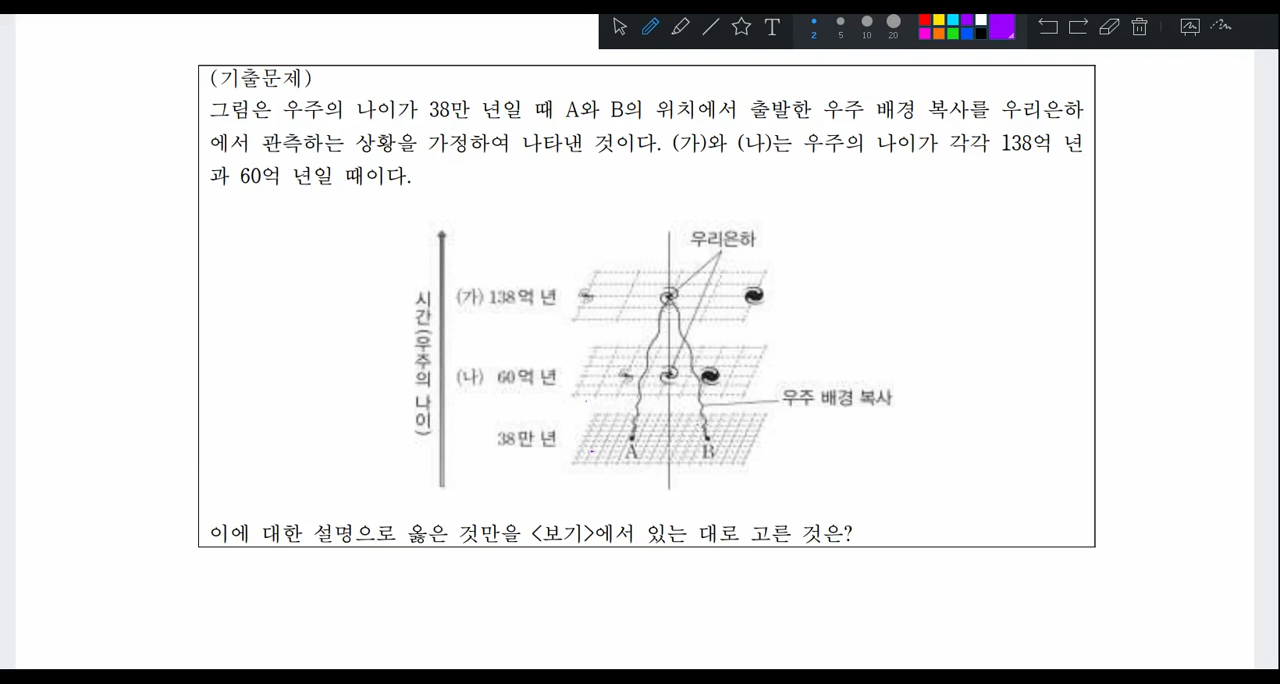 T
2 5 10 20
(기출문제)
그림은 우주의 나이가 38만 년일 때 A와 B의 위치에서 출발한 우주 배경 복사를 우리은하
에서 관측하는 상황을 가정하여 나타낸 것이다. (가)와 (나)는 우주의 나이가 각각 138억 년
과 60억 년일 때이다.
우리은하
시간(우주의 나이)
(가) 138억 년
(나) 60억 년
우주 배경 복사
38만 년
A B
이에 대한 설명으로 옳은 것만을 <보기>에서 있는 대로 고른 것은?